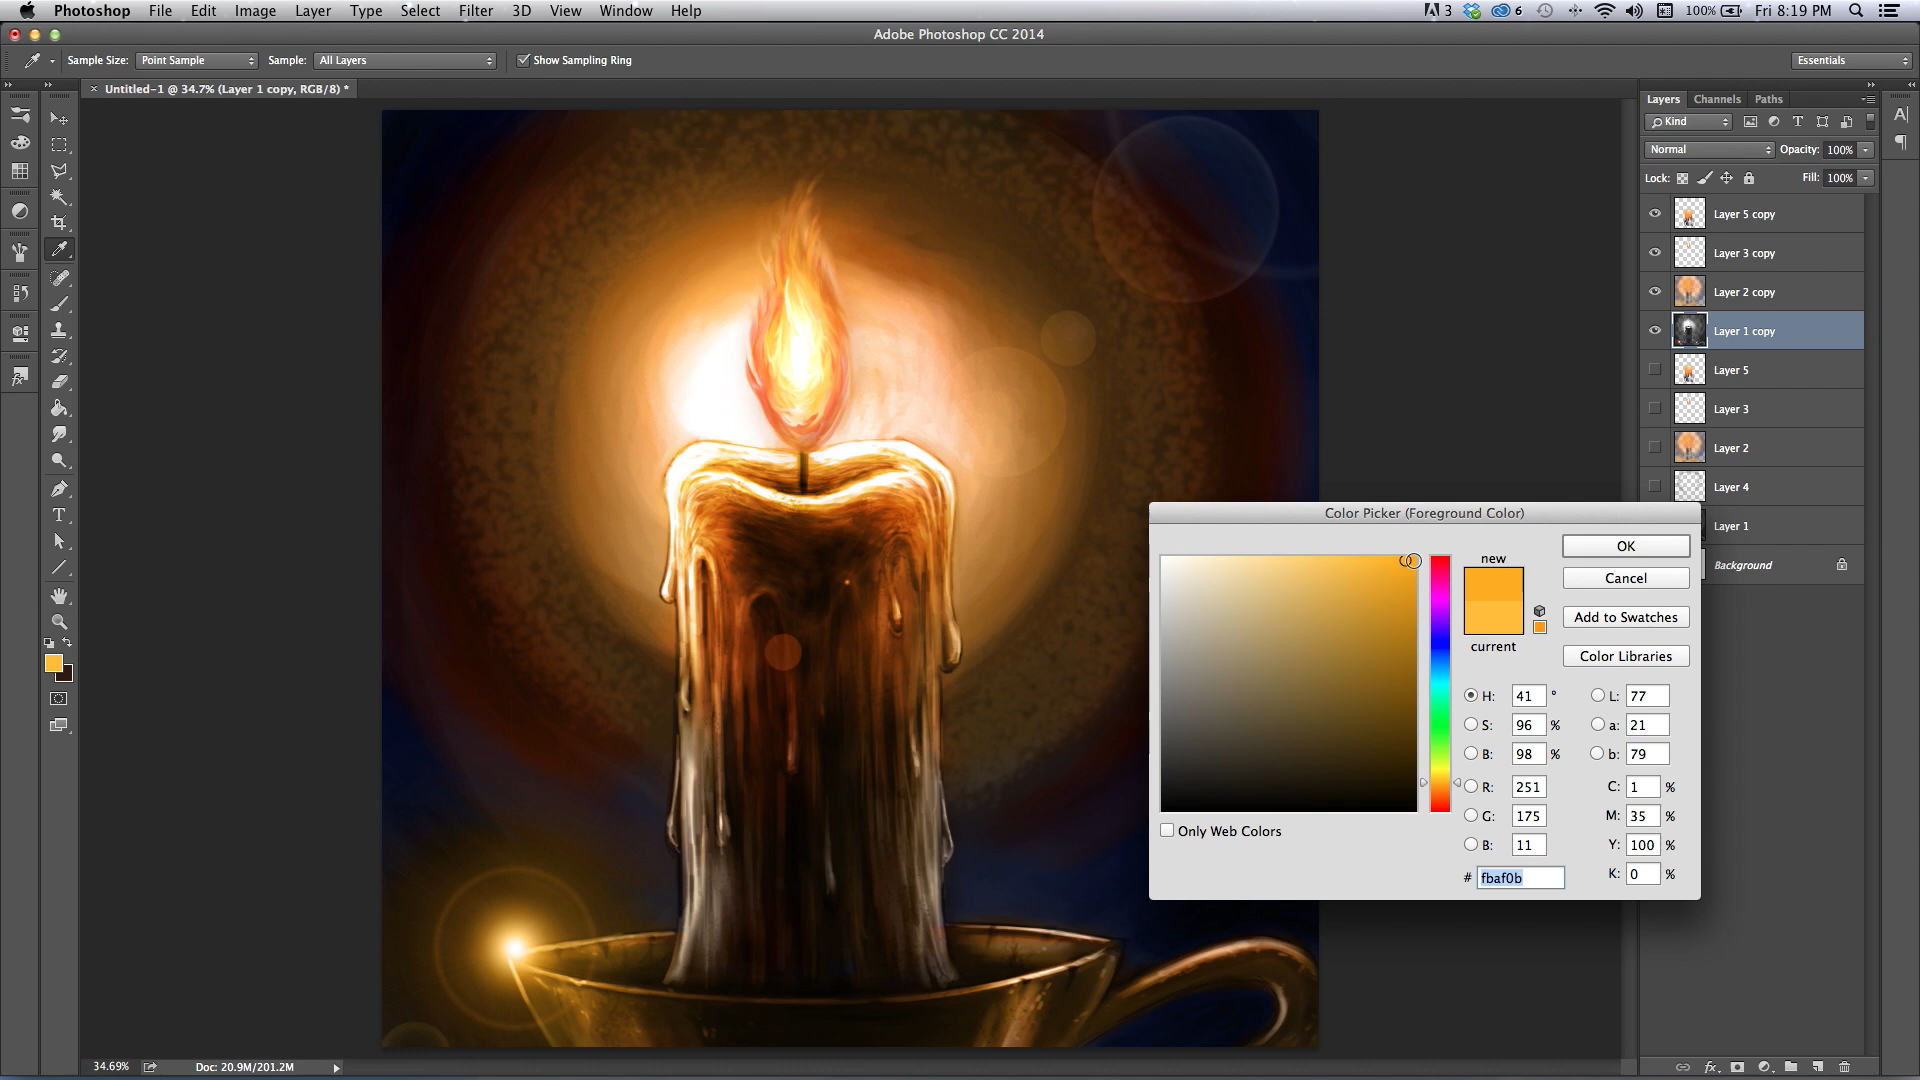 Photoshop File Edit Image Layer Type Select Filter 3D View Window Help 3 6 100% Fri 8:19 PM
Adobe Photoshop CC 2014
Sample Size: Point Sample Sample: All Layers Show Sampling Ring Essentials
Untitled-1 @ 34.7% (Layer 1 copy, RGB/8) *
Layers Channels Paths
Kind
Normal Opacity: 100%
Lock: Fill: 100%
Layer 5 copy
Layer 3 copy
Layer 2 copy
Layer 1 copy
Layer 5
Layer 3
Layer 2
Layer 4
Layer 1
Background
Color Picker (Foreground Color)
new
current
OK
Cancel
Add to Swatches
Color Libraries
H: 41 ° L: 77
S: 96 % a: 21
B: 98 % b: 79
R: 251 C: 1 %
G: 175 M: 35 %
B: 11 Y: 100 %
# fbaf0b K: 0 %
Only Web Colors
34.69% Doc: 20.9M/201.2M